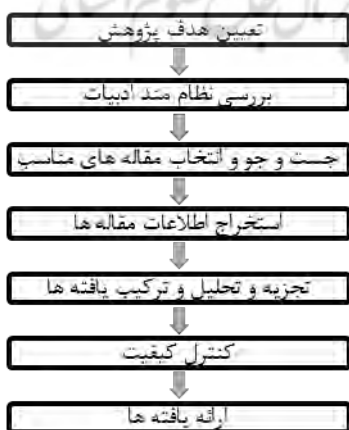 تعیین هدف پژوهش
بررسی نظام مند ادبیات
جست و جو و انتخاب مقاله های مناسب
استخراج اطلاعات مقاله ها
تجزیه و تحلیل و ترکیب یافته ها
کنترل کیفیت
ارائه یافته ها